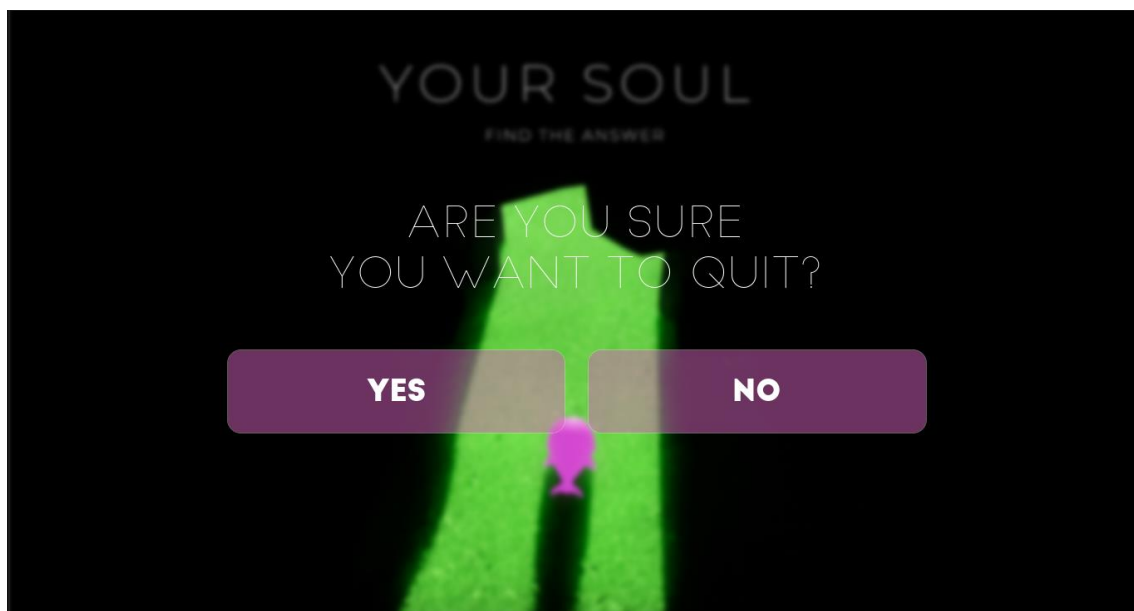 YOUR SOUL
FIND THE ANSWER
ARE YOU SURE
YOU WANT TO QUIT?
YES
NO